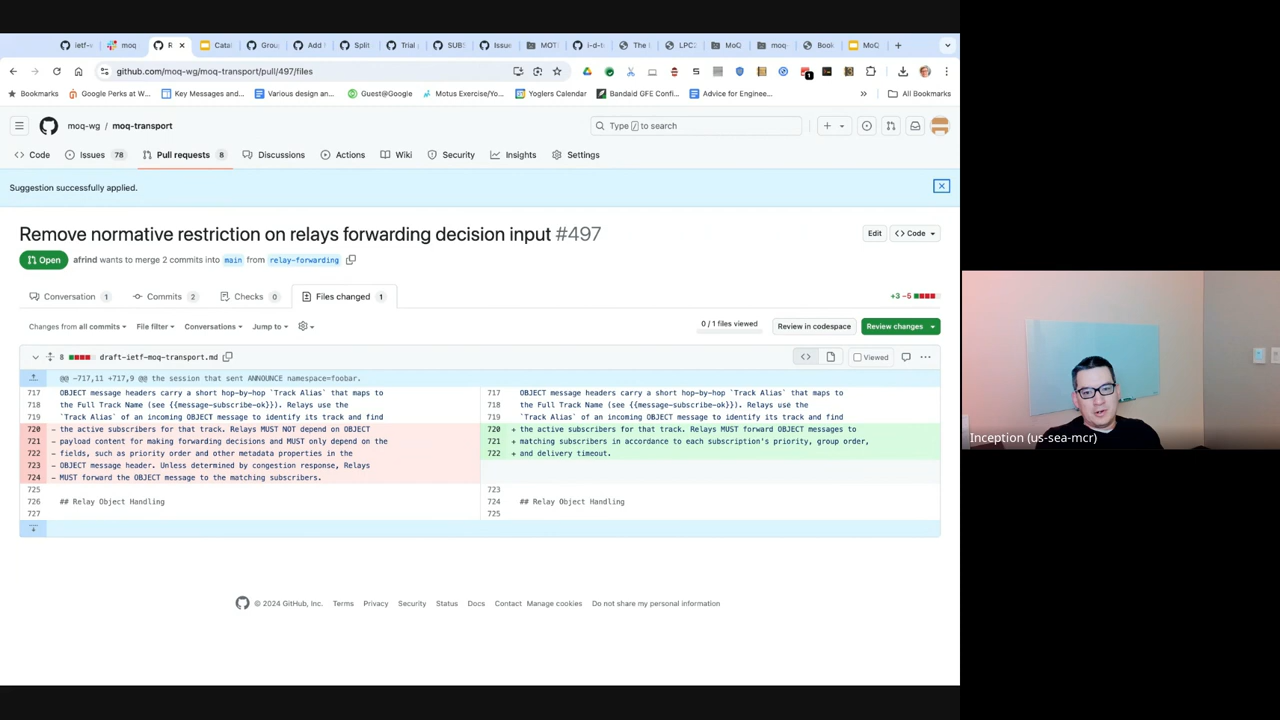 ietf-
moq
R
Cata
Grou
Add f
Split
Trial
SUBS
Issue
MOTI
i-d-te
The l
LPC2
MoQ
moq-
Book
MoQ
github.com/moq-wg/moq-transport/pull/497/files
Bookmarks
Google Perks at W...
Key Messages and...
Various design an...
Guest@Google
Motus Exercise/Yo...
Yoglers Calendar
Bandaid GFE Confi...
Advice for Enginee...
»
All Bookmarks
moq-wg / moq-transport
Type / to search
Code
Issues 78
Pull requests 8
Discussions
Actions
Wiki
Security
Insights
Settings
Suggestion successfully applied.
Remove normative restriction on relays forwarding decision input #497
Edit
<> Code
Open
afrind wants to merge 2 commits into main from relay-forwarding
Conversation 1
Commits 2
Checks 0
Files changed 1
+3 −5
Changes from all commits
File filter
Conversations
Jump to
0 / 1 files viewed
Review in codespace
Review changes
8
draft-ietf-moq-transport.md
Viewed
@@ -717,11 +717,9 @@ the session that sent ANNOUNCE namespace=foobar.
717 OBJECT message headers carry a short hop-by-hop `Track Alias` that maps to
718 the Full Track Name (see {{message-subscribe-ok}}). Relays use the
719 `Track Alias` of an incoming OBJECT message to identify its track and find
720 - the active subscribers for that track. Relays MUST NOT depend on OBJECT
721 - payload content for making forwarding decisions and MUST only depend on the
722 - fields, such as priority order and other metadata properties in the
723 - OBJECT message header. Unless determined by congestion response, Relays
724 - MUST forward the OBJECT message to the matching subscribers.
725
726 ## Relay Object Handling
727
717 OBJECT message headers carry a short hop-by-hop `Track Alias` that maps to
718 the Full Track Name (see {{message-subscribe-ok}}). Relays use the
719 `Track Alias` of an incoming OBJECT message to identify its track and find
720 + the active subscribers for that track. Relays MUST forward OBJECT messages to
721 + matching subscribers in accordance to each subscription's priority, group order,
722 + and delivery timeout.
723
724 ## Relay Object Handling
725
© 2024 GitHub, Inc.
Terms
Privacy
Security
Status
Docs
Contact
Manage cookies
Do not share my personal information
Inception (us-sea-mcr)